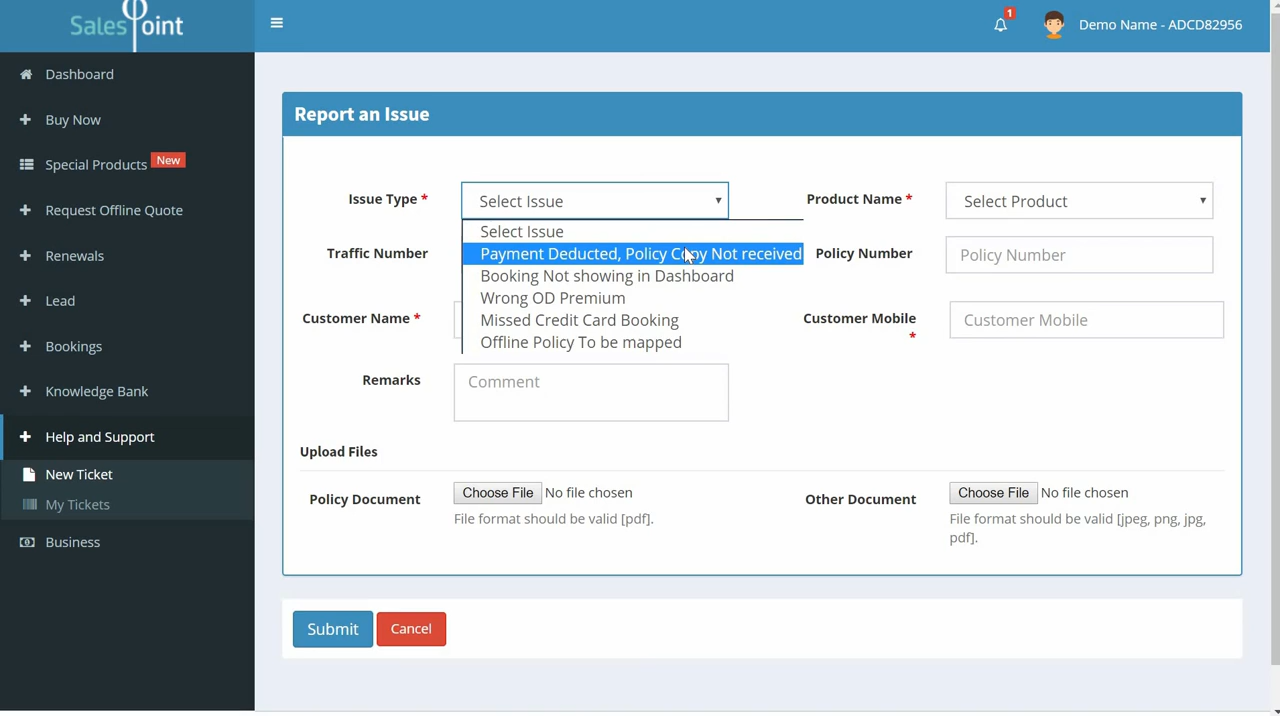 SalesPoint
1
Demo Name - ADCD82956
Dashboard
Buy Now
Special Products New
Request Offline Quote
Renewals
Lead
Bookings
Knowledge Bank
Help and Support
New Ticket
My Tickets
Business
Report an Issue
Issue Type * Select Issue
Product Name * Select Product
Select Issue
Payment Deducted, Policy Copy Not received
Booking Not showing in Dashboard
Wrong OD Premium
Missed Credit Card Booking
Offline Policy To be mapped
Traffic Number
Policy Number Policy Number
Customer Name *
Customer Mobile * Customer Mobile
Remarks Comment
Upload Files
Policy Document Choose File No file chosen
File format should be valid [pdf].
Other Document Choose File No file chosen
File format should be valid [jpeg, png, jpg,
pdf].
Submit Cancel